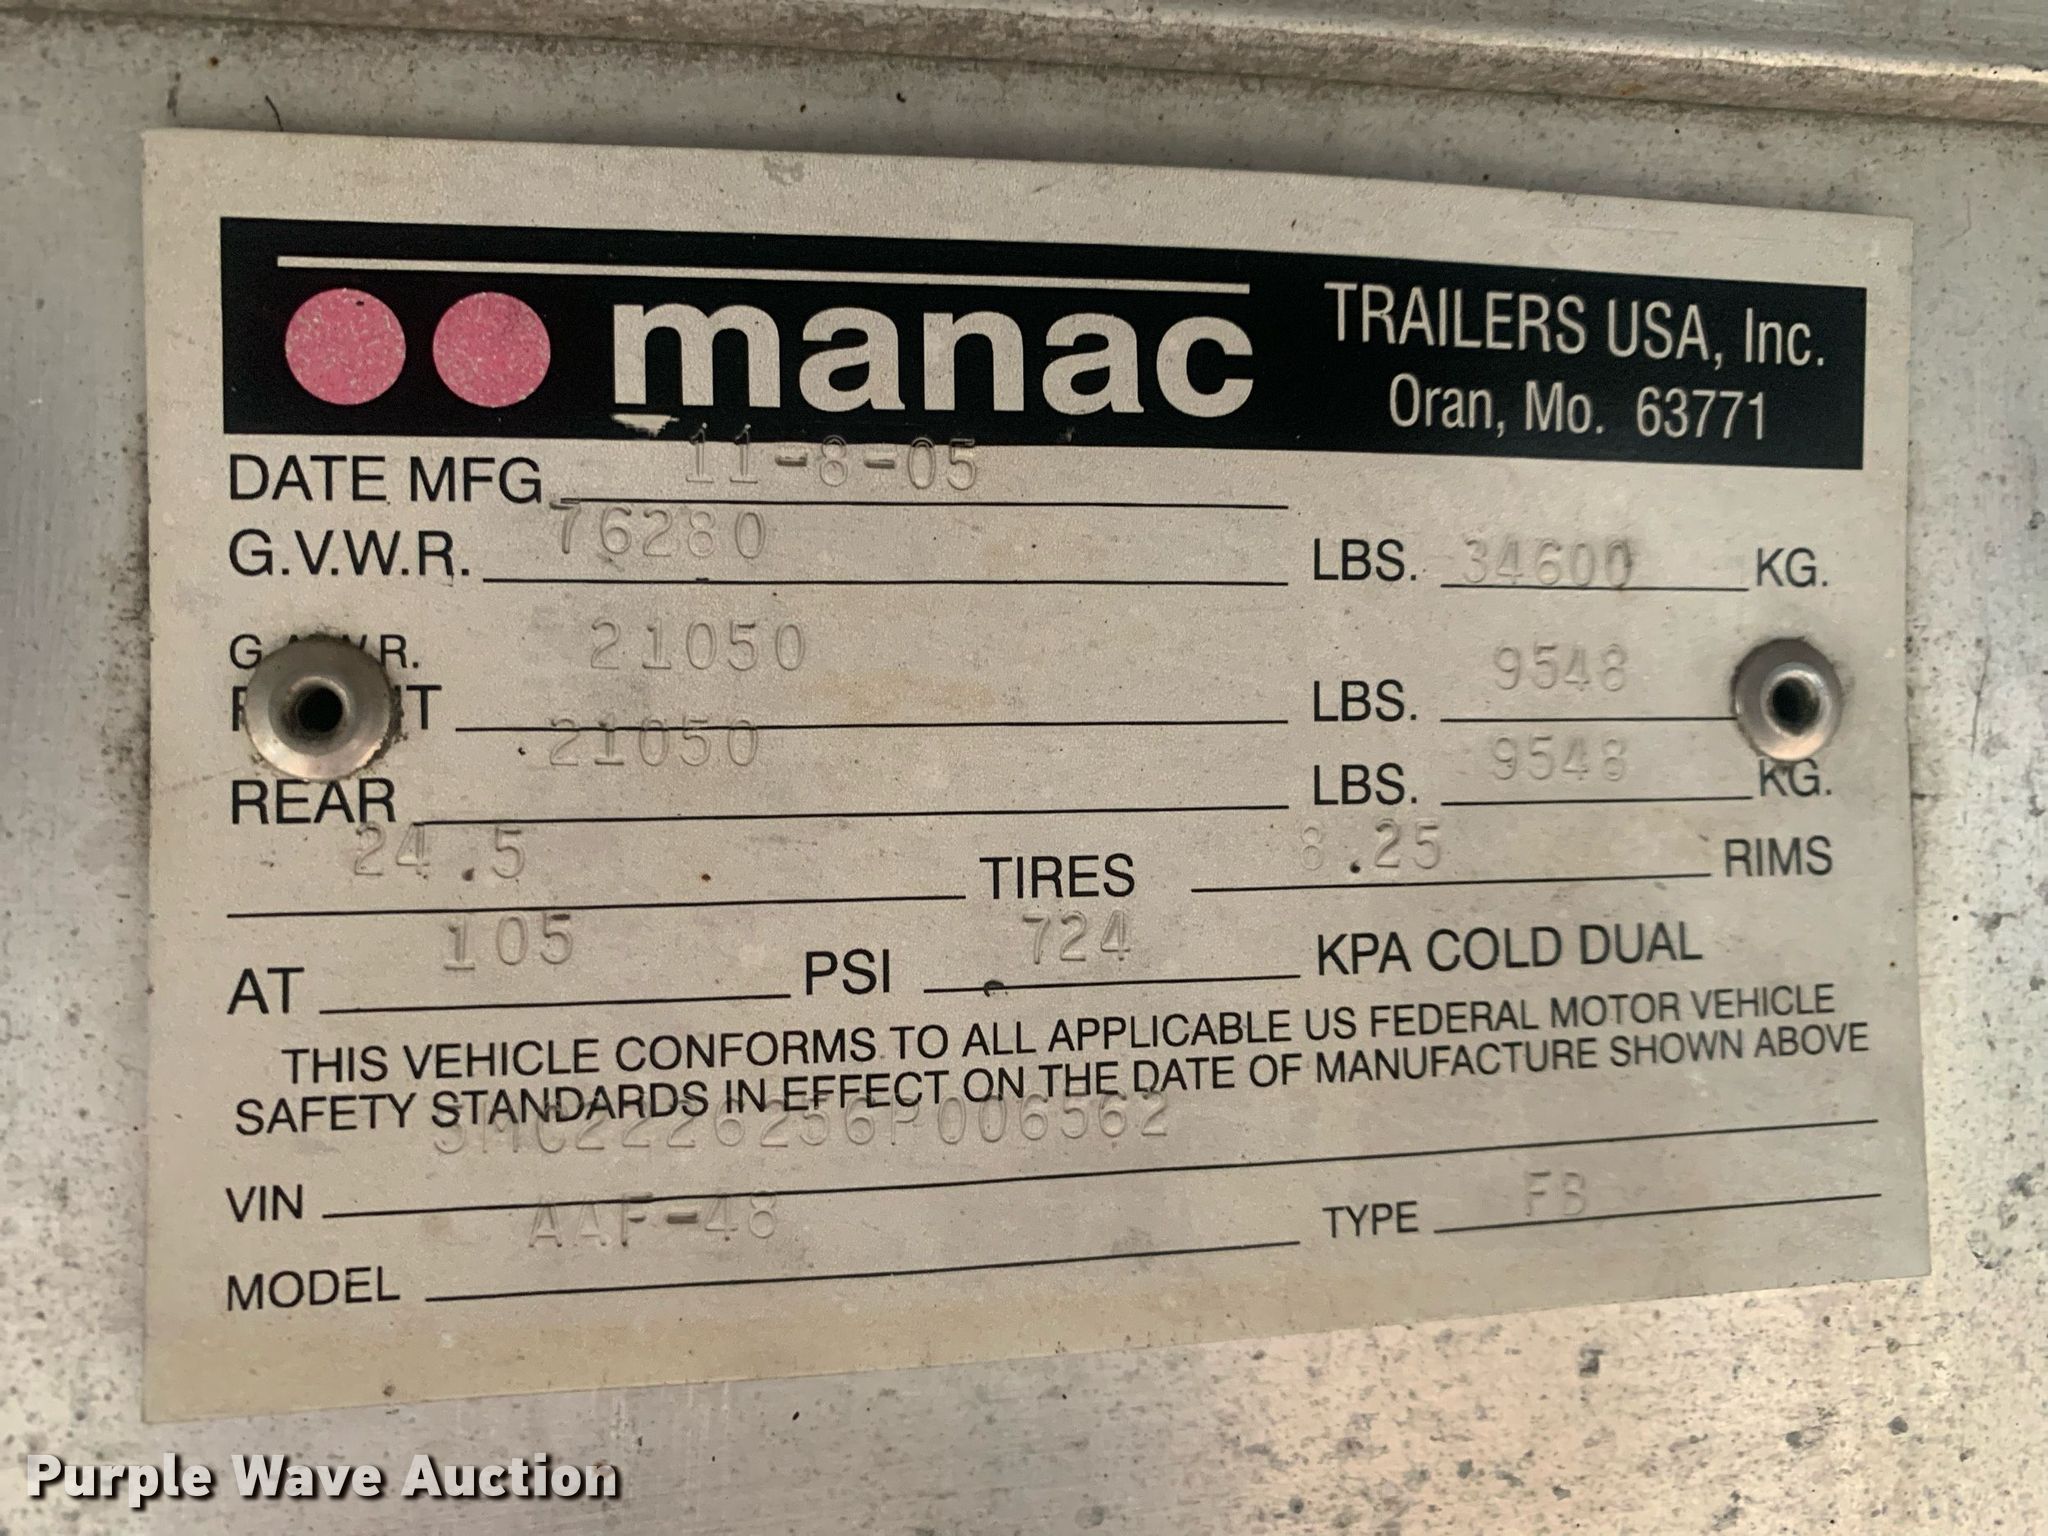 manac TRAILERS USA, Inc.
Oran, Mo. 63771
DATE MFG. 11-8-05
G.V.W.R. 76280 LBS. 34600 KG.
21050 LBS. 9548
REAR 21050 LBS. 9548 KG.
24.5 TIRES 8.25 RIMS
AT 105 PSI 724 KPA COLD DUAL
THIS VEHICLE CONFORMS TO ALL APPLICABLE US FEDERAL MOTOR VEHICLE
SAFETY STANDARDS IN EFFECT ON THE DATE OF MANUFACTURE SHOWN ABOVE
VIN
MODEL AAF-48 TYPE FB
Purple Wave Auction